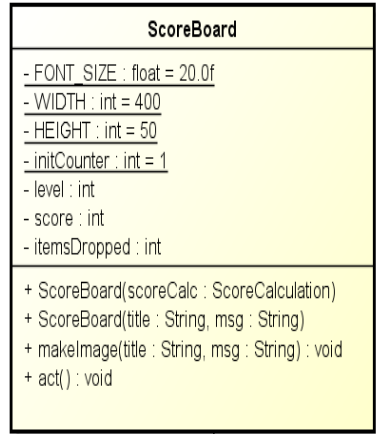 ScoreBoard
- FONT_SIZE : float = 20.0f
- WIDTH : int = 400
- HEIGHT : int = 50
- initCounter : int = 1
- level : int
- score : int
- itemsDropped : int
+ ScoreBoard(scoreCalc : ScoreCalculation)
+ ScoreBoard(title : String, msg : String)
+ makeImage(title : String, msg : String) : void
+ act() : void